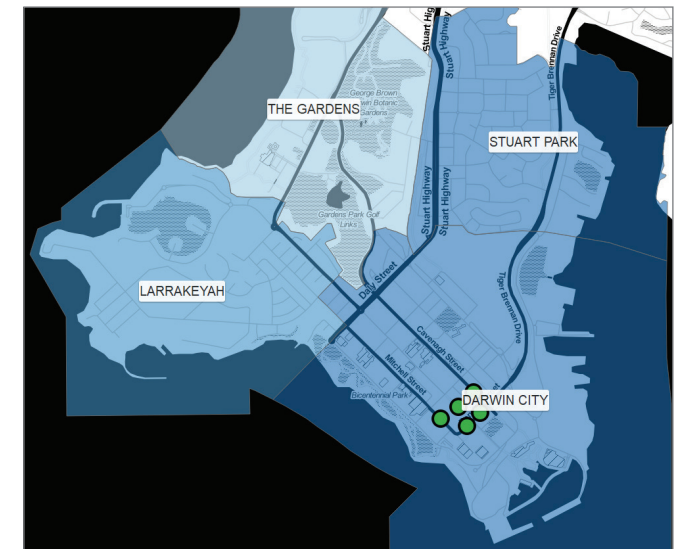 Stuart Hig
Stuart Highway
Tiger Brennan Drive
George Brown
win Botanic
Gardens
THE GARDENS
STUART PARK
Stuart Highway
Stuart Highway
Gardens Park Golf
Links
Daly Street
LARRAKEYAH
Tiger Brennan Drive
Cavenagh Street
Mitchell Street
Bicentennial Park
DARWIN CITY